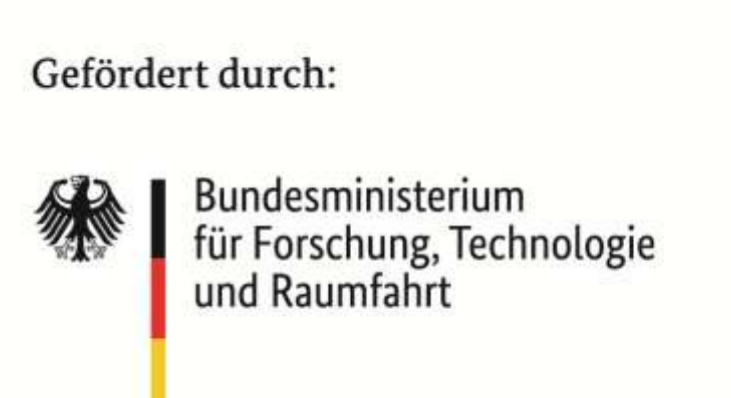 Gefördert durch:
Bundesministerium
für Forschung, Technologie
und Raumfahrt